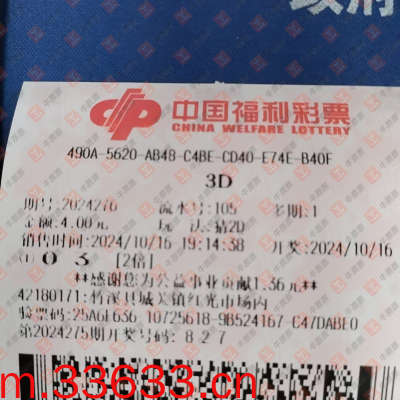 中国福利彩票
CHINA WELFARE LOTTERY
490A-5620-AB48-C4BE-CD40-E74E-B40F
3D
期号:2024276 流水号:105 多期:1
金额:4.00元 玩 法:猜2D
销售时间:2024/10/16 19:14:38 开奖:2024/10/16
(1) 0 3 [2倍]
**感谢您为公益事业贡献1.36元**
42180171:竹溪县城关镇红光市场内
验票码:25A6F636 10725618-9B524167-C47DABE0
第2024275期开奖号码: 8 2 7
m.33633.cn